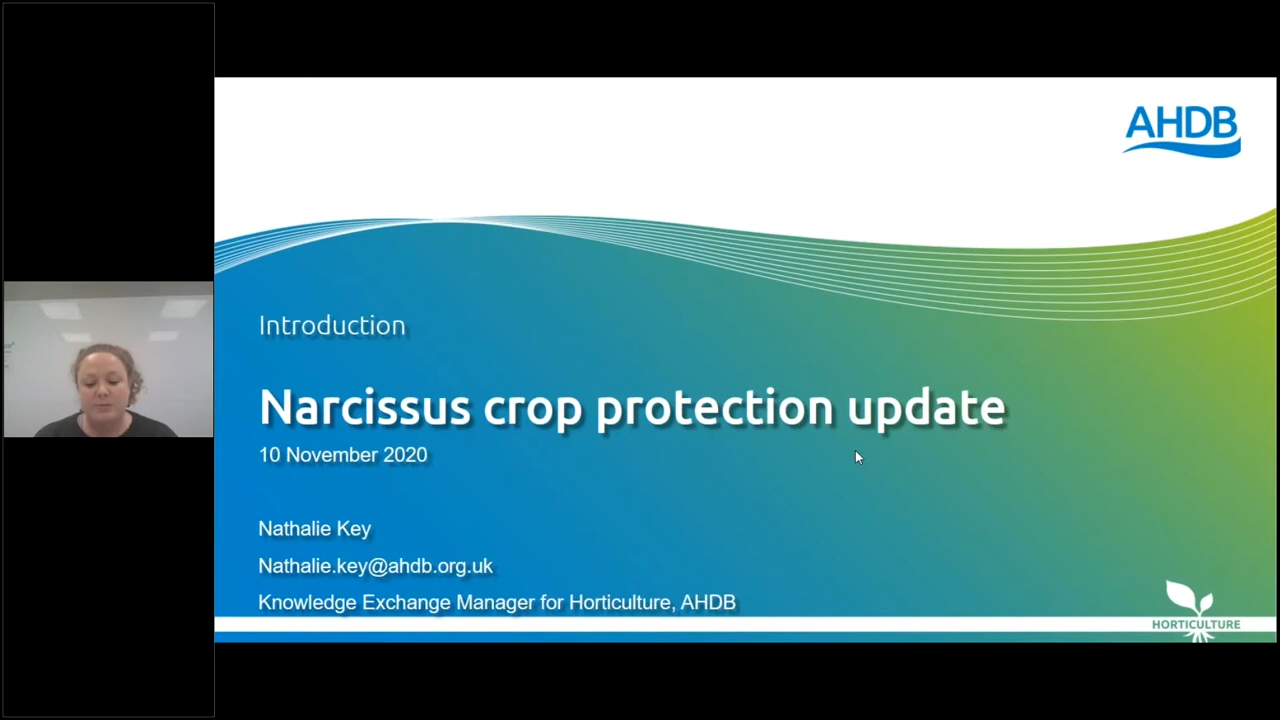 AHDB
Introduction
Narcissus crop protection update
10 November 2020
Nathalie Key
Nathalie.key@ahdb.org.uk
Knowledge Exchange Manager for Horticulture, AHDB
HORTICULTURE